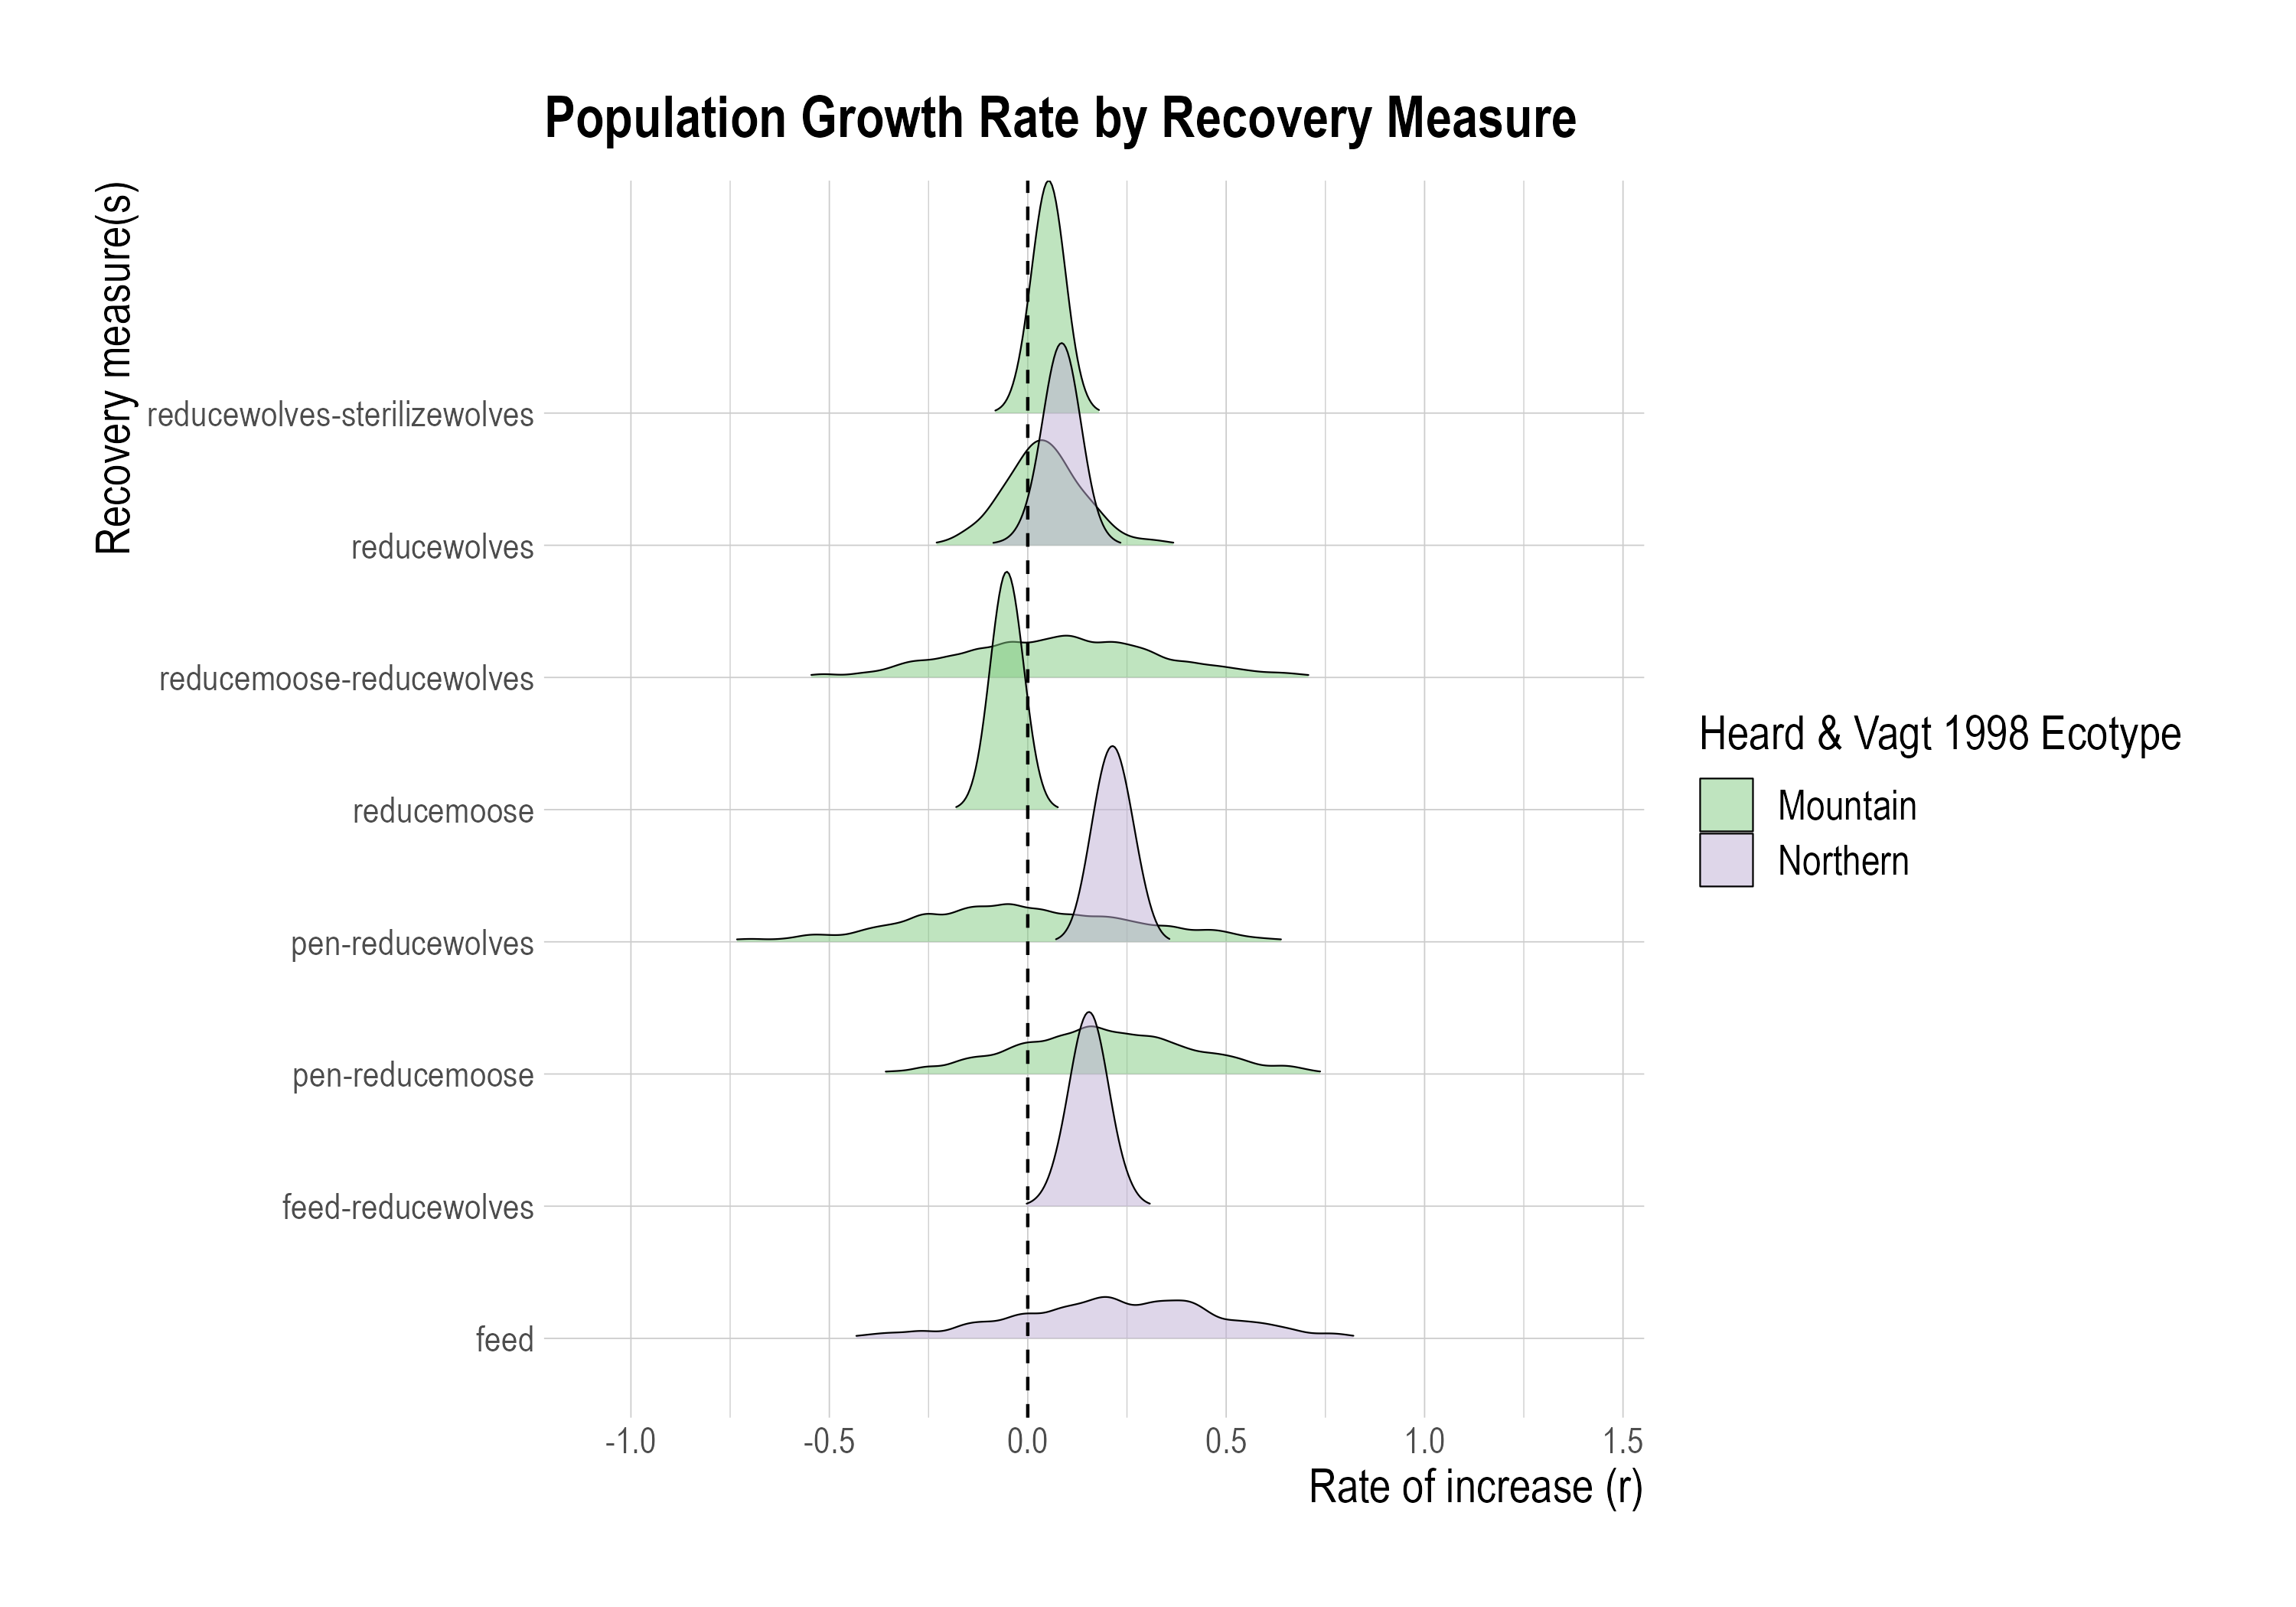 Population Growth Rate by Recovery Measure
Recovery measure(s)
reducewolves-sterilizewolves
reducewolves
reducemoose-reducewolves
reducemoose
pen-reducewolves
pen-reducemoose
feed-reducewolves
feed
-1.0 -0.5 0.0 0.5 1.0 1.5
Rate of increase (r)
Heard & Vagt 1998 Ecotype
Mountain
Northern